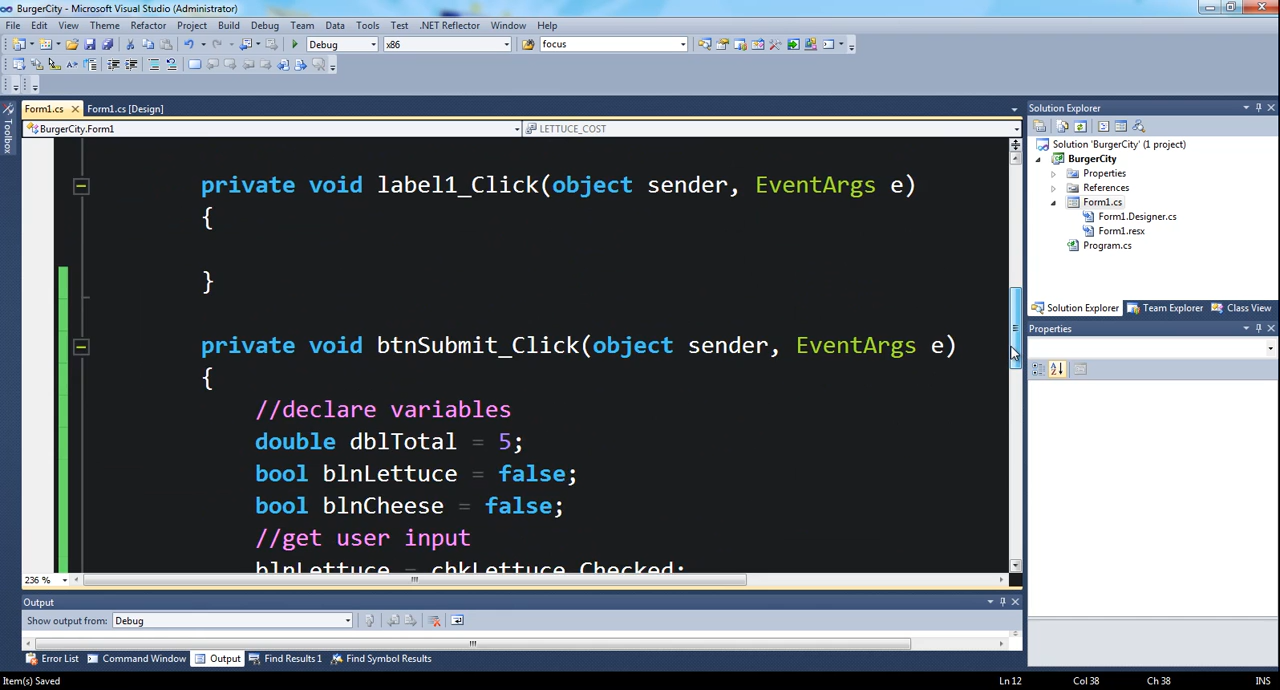 BurgerCity - Microsoft Visual Studio (Administrator)
File Edit View Theme Refactor Project Build Debug Team Data Tools Test .NET Reflector Window Help
Debug x86 focus
Form1.cs Form1.cs [Design]
BurgerCity.Form1 LETTUCE_COST
Toolbox
private void label1_Click(object sender, EventArgs e)
{
}
private void btnSubmit_Click(object sender, EventArgs e)
{
//declare variables
double dblTotal = 5;
bool blnLettuce = false;
bool blnCheese = false;
//get user input
blnLettuce = chkLettuce.Checked;
236 %
Output
Show output from: Debug
Error List Command Window Output Find Results 1 Find Symbol Results
Item(s) Saved Ln 12 Col 38 Ch 38 INS
Solution Explorer
Solution 'BurgerCity' (1 project)
BurgerCity
Properties
References
Form1.cs
Form1.Designer.cs
Form1.resx
Program.cs
Solution Explorer Team Explorer Class View
Properties